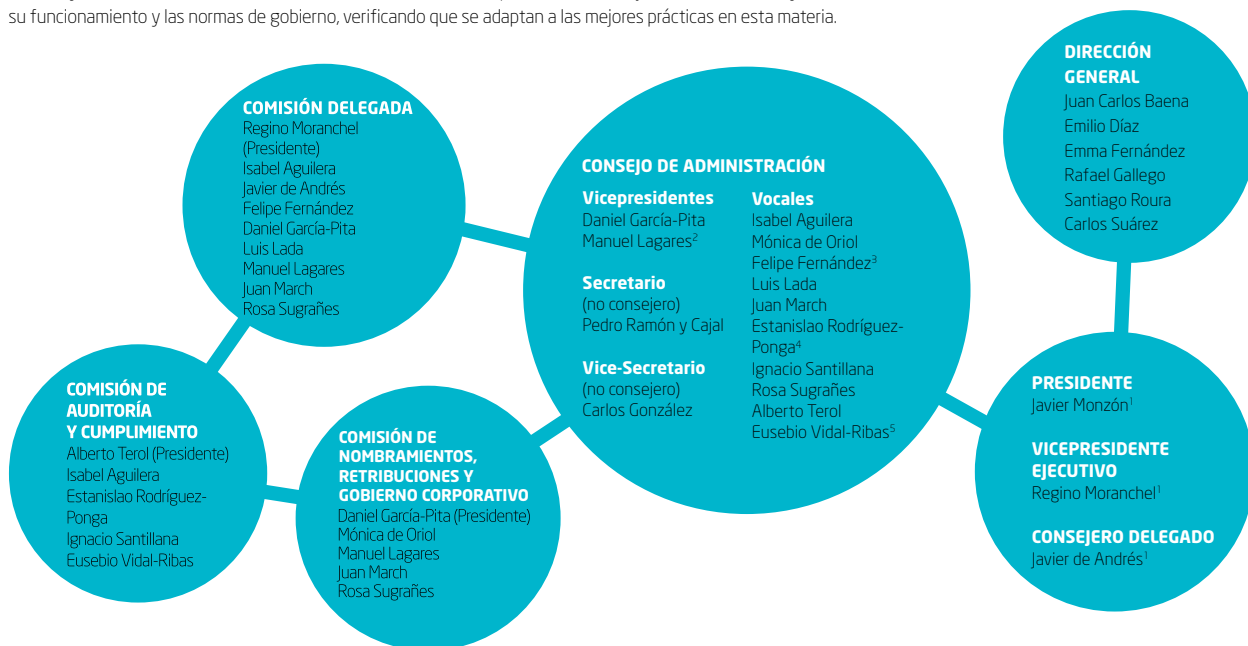 su funcionamiento y las normas de gobierno, verificando que se adaptan a las mejores prácticas en esta materia.
COMISIÓN DELEGADA
Regino Moranchel
(Presidente)
Isabel Aguilera
Javier de Andrés
Felipe Fernández
Daniel García-Pita
Luis Lada
Manuel Lagares
Juan March
Rosa Sugrañes
CONSEJO DE ADMINISTRACIÓN
Vicepresidentes
Daniel García-Pita
Manuel Lagares²
Secretario
(no consejero)
Pedro Ramón y Cajal
Vice-Secretario
(no consejero)
Carlos González
Vocales
Isabel Aguilera
Mónica de Oriol
Felipe Fernández³
Luis Lada
Juan March
Estanislao Rodríguez-
Ponga⁴
Ignacio Santillana
Rosa Sugrañes
Alberto Terol
Eusebio Vidal-Ribas⁵
DIRECCIÓN
GENERAL
Juan Carlos Baena
Emilio Díaz
Emma Fernández
Rafael Gallego
Santiago Roura
Carlos Suárez
COMISIÓN DE
AUDITORÍA
Y CUMPLIMIENTO
Alberto Terol (Presidente)
Isabel Aguilera
Estanislao Rodríguez-
Ponga
Ignacio Santillana
Eusebio Vidal-Ribas
COMISIÓN DE
NOMBRAMIENTOS,
RETRIBUCIONES Y
GOBIERNO CORPORATIVO
Daniel García-Pita (Presidente)
Mónica de Oriol
Manuel Lagares
Juan March
Rosa Sugrañes
PRESIDENTE
Javier Monzón¹
VICEPRESIDENTE
EJECUTIVO
Regino Moranchel¹
CONSEJERO DELEGADO
Javier de Andrés¹